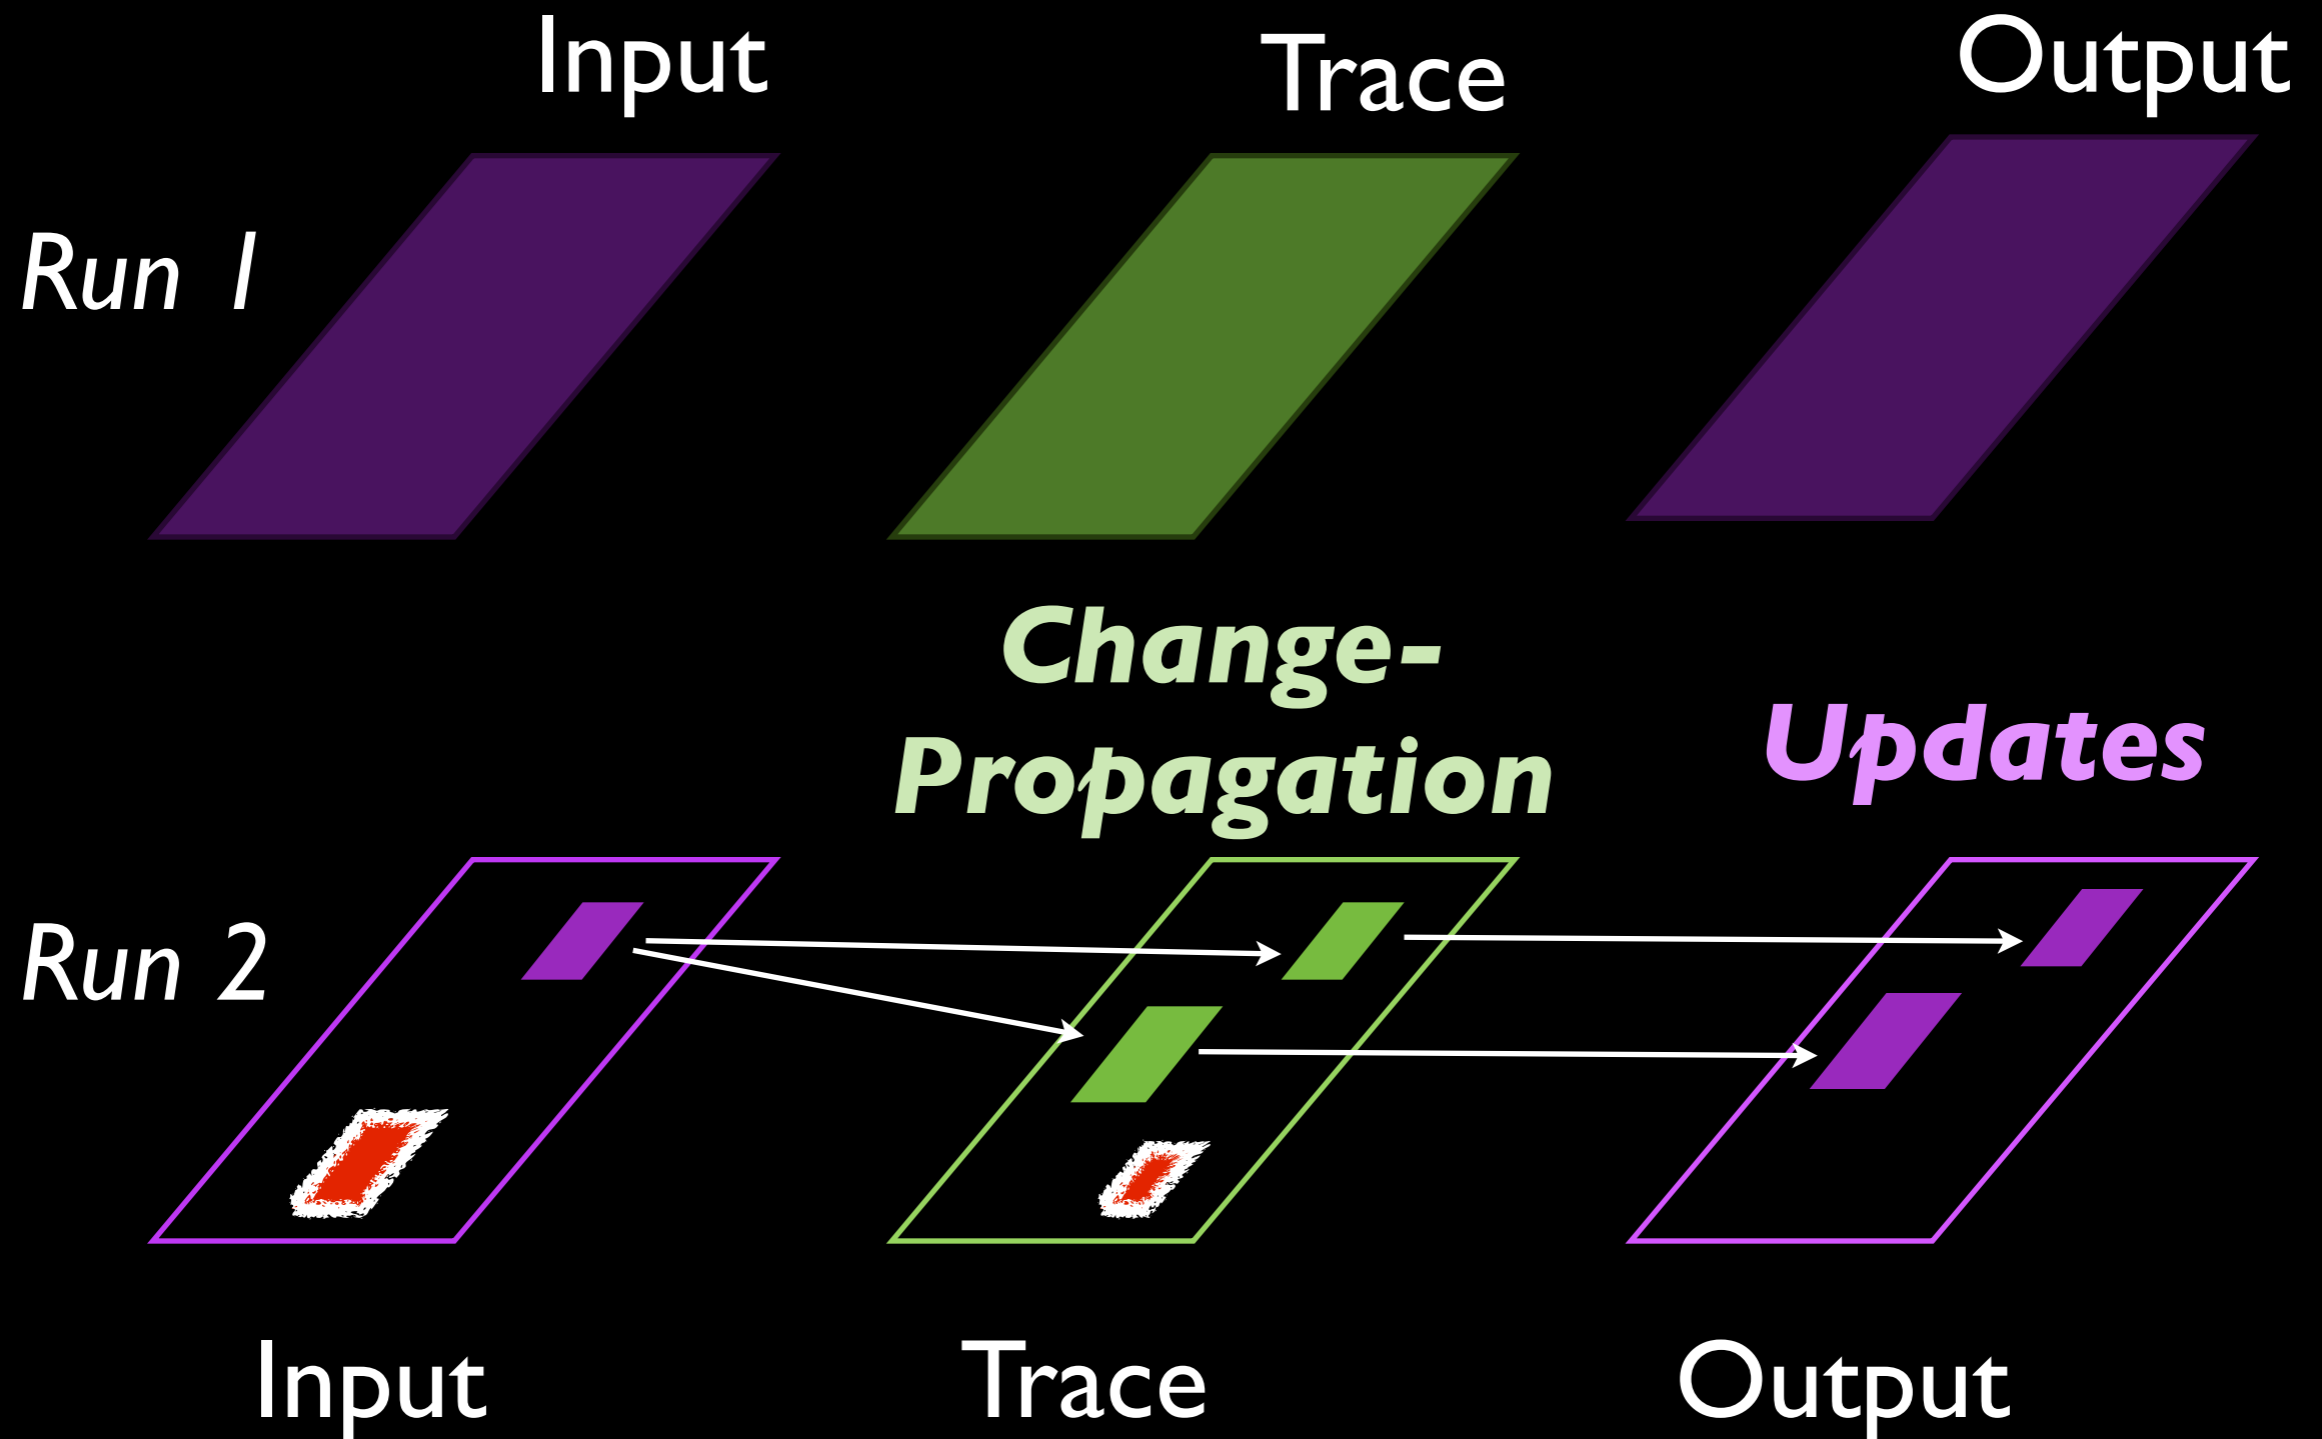 Input
Trace
Output
Run 1
Change-
Propagation
Updates
Run 2
Input
Trace
Output